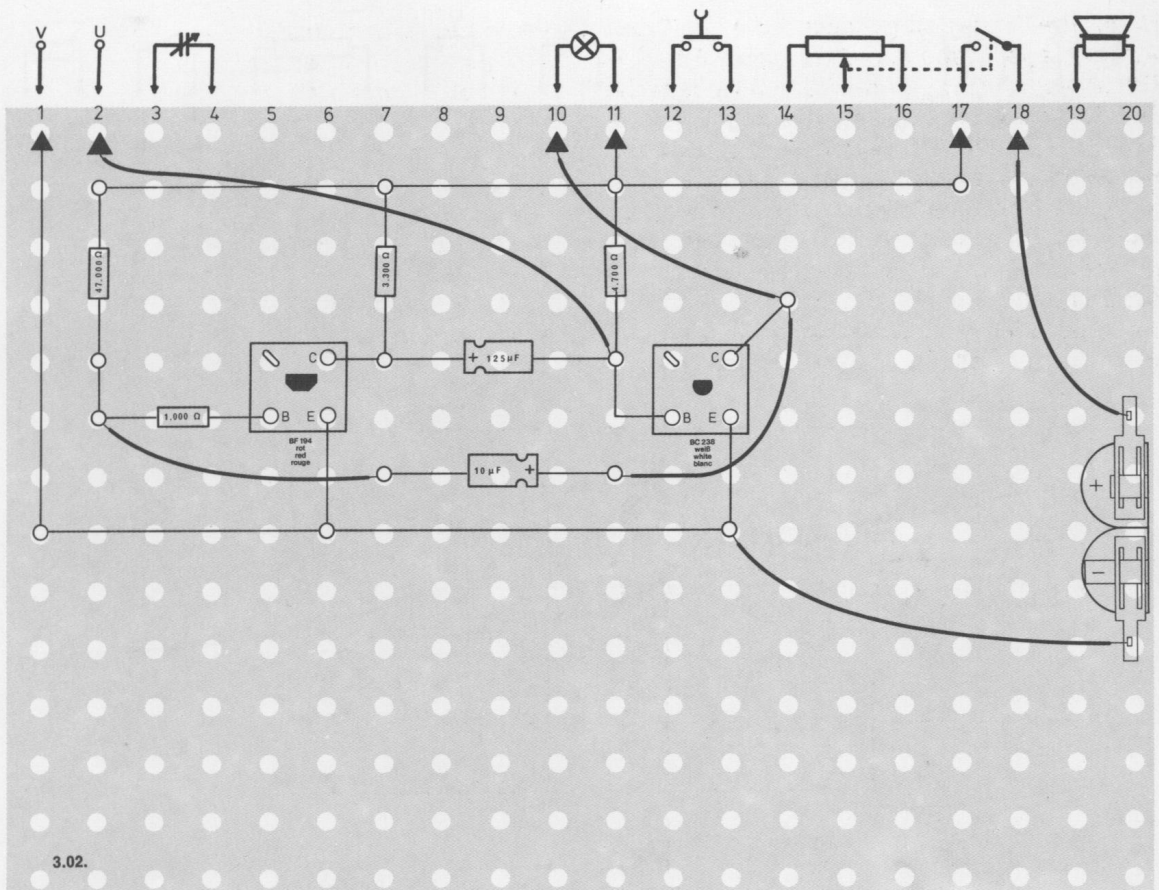 V U
1 2 3 4 5 6 7 8 9 10 11 12 13 14 15 16 17 18 19 20
47.000 Ω
3.300 Ω
4.700 Ω
C
+ 125µF
C
1.000 Ω
B E
B E
BF 194
rot
red
rouge
BC 238
weiß
white
blanc
10 µF +
+
−
3.02.